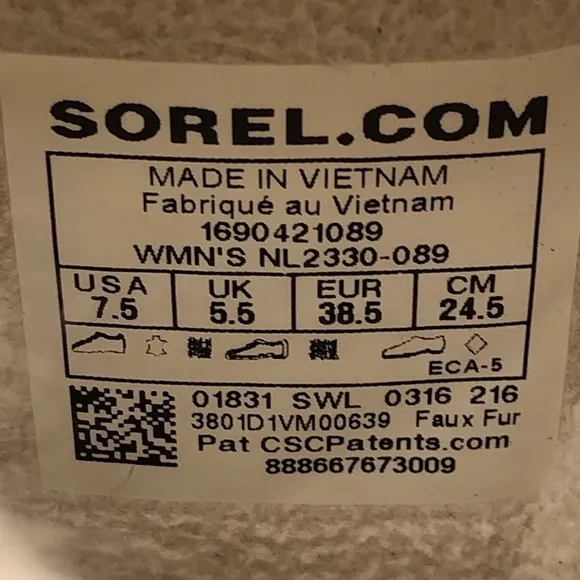 SOREL.COM
MADE IN VIETNAM
Fabriqué au Vietnam
1690421089
WMN'S NL2330-089
USA UK EUR CM
7.5 5.5 38.5 24.5
ECA-5
01831 SWL 0316 216
3801D1VM00639 Faux Fur
Pat CSCPatents.com
888667673009